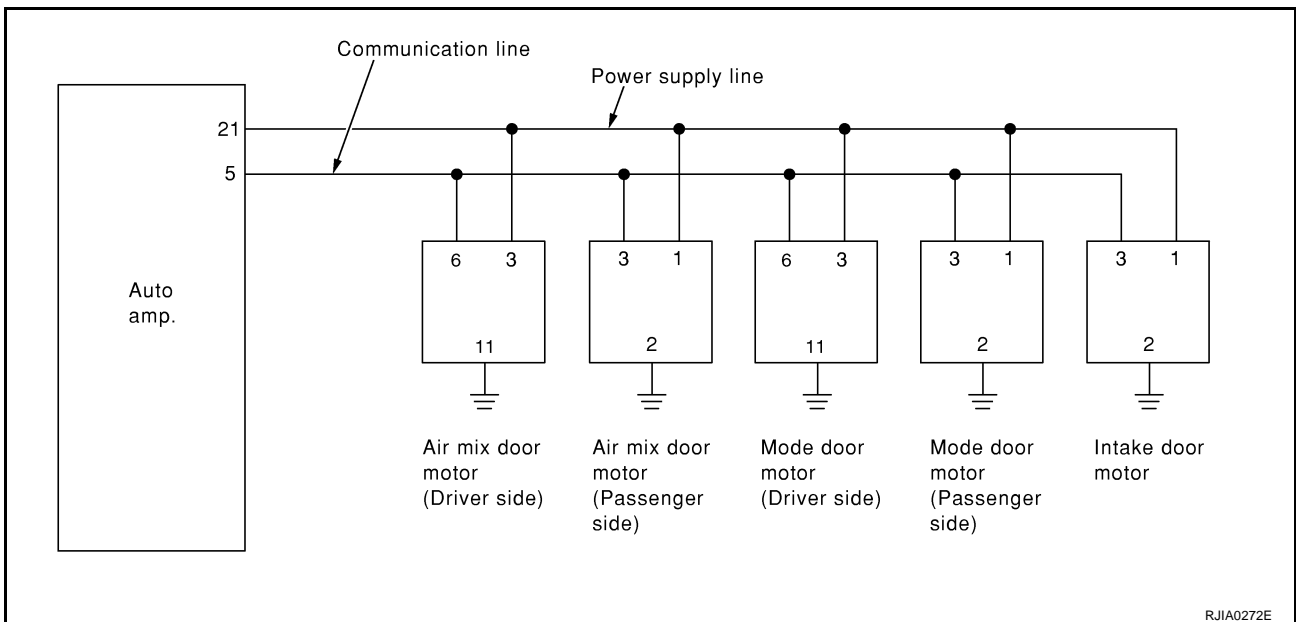 Communication line
Power supply line
21
5
Auto
amp.
6 3
3 1
6 3
3 1
3 1
11
2
11
2
2
Air mix door
motor
(Driver side)
Air mix door
motor
(Passenger
side)
Mode door
motor
(Driver side)
Mode door
motor
(Passenger
side)
Intake door
motor
RJIA0272E